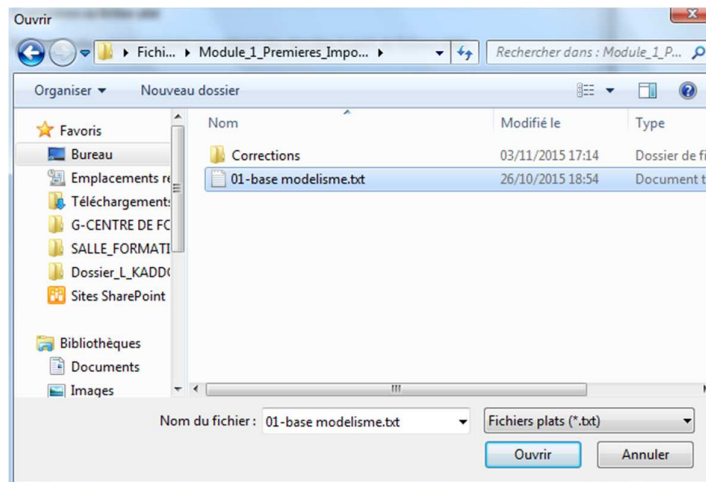 Ouvrir
Fichi... Module_1_Premieres_Impo... Rechercher dans : Module_1_P...
Organiser Nouveau dossier
Nom Modifié le Type
Favoris
Bureau
Emplacements ré
Téléchargements
G-CENTRE DE FC
SALLE_FORMATI
Dossier_L_KADD
Sites SharePoint
Bibliothèques
Documents
Images
Corrections 03/11/2015 17:14 Dossier de fi
01-base modelisme.txt 26/10/2015 18:54 Document t
Nom du fichier : 01-base modelisme.txt Fichiers plats (*.txt)
Ouvrir Annuler